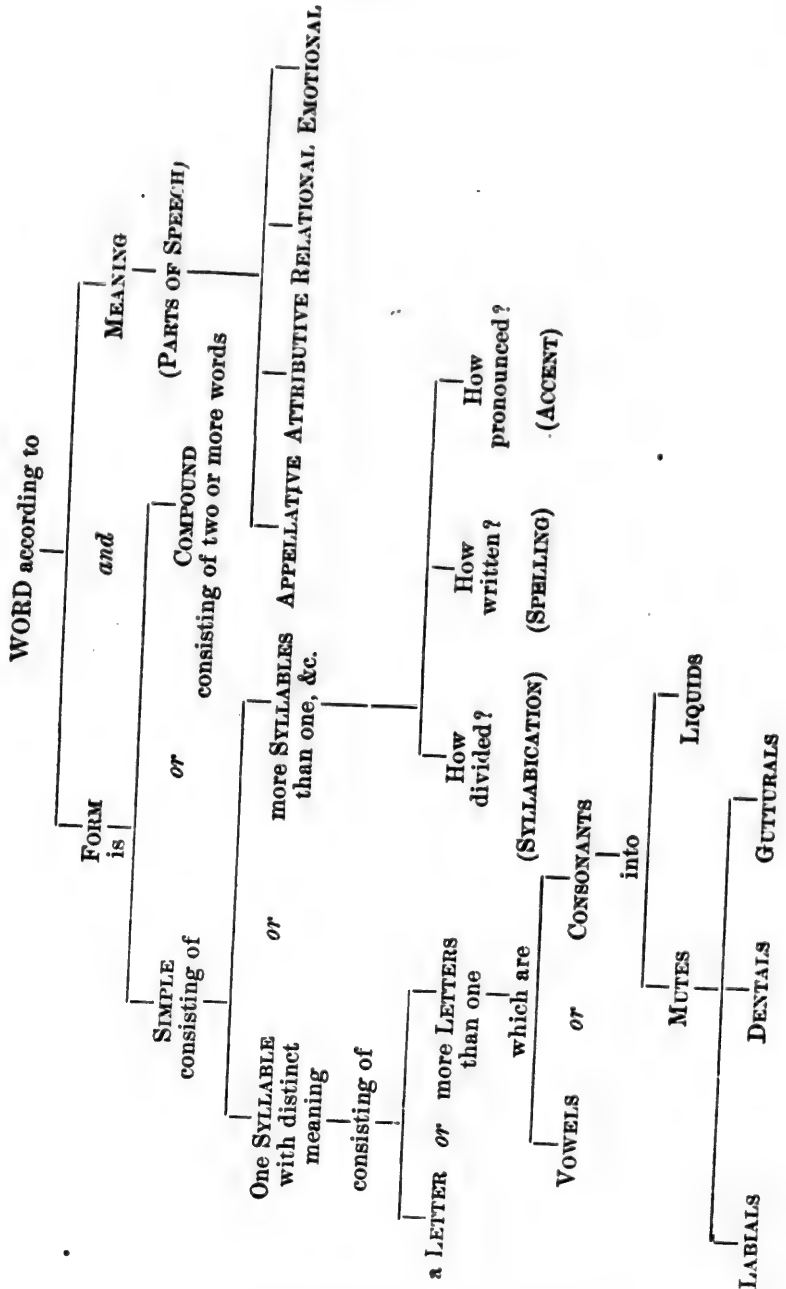 WORD according to
FORM
is
and
MEANING
(PARTS OF SPEECH)
SIMPLE
consisting of
or
COMPOUND
consisting of two or more words
One SYLLABLE
with distinct
meaning
or
more SYLLABLES
than one, &c.
APPELLATIVE ATTRIBUTIVE RELATIONAL EMOTIONAL
consisting of
How
divided?
(SYLLABICATION)
How
written?
(SPELLING)
How
pronounced?
(ACCENT)
a LETTER or more LETTERS
than one
which are
VOWELS or CONSONANTS
into
MUTES
LIQUIDS
LABIALS
DENTALS
GUTTURALS